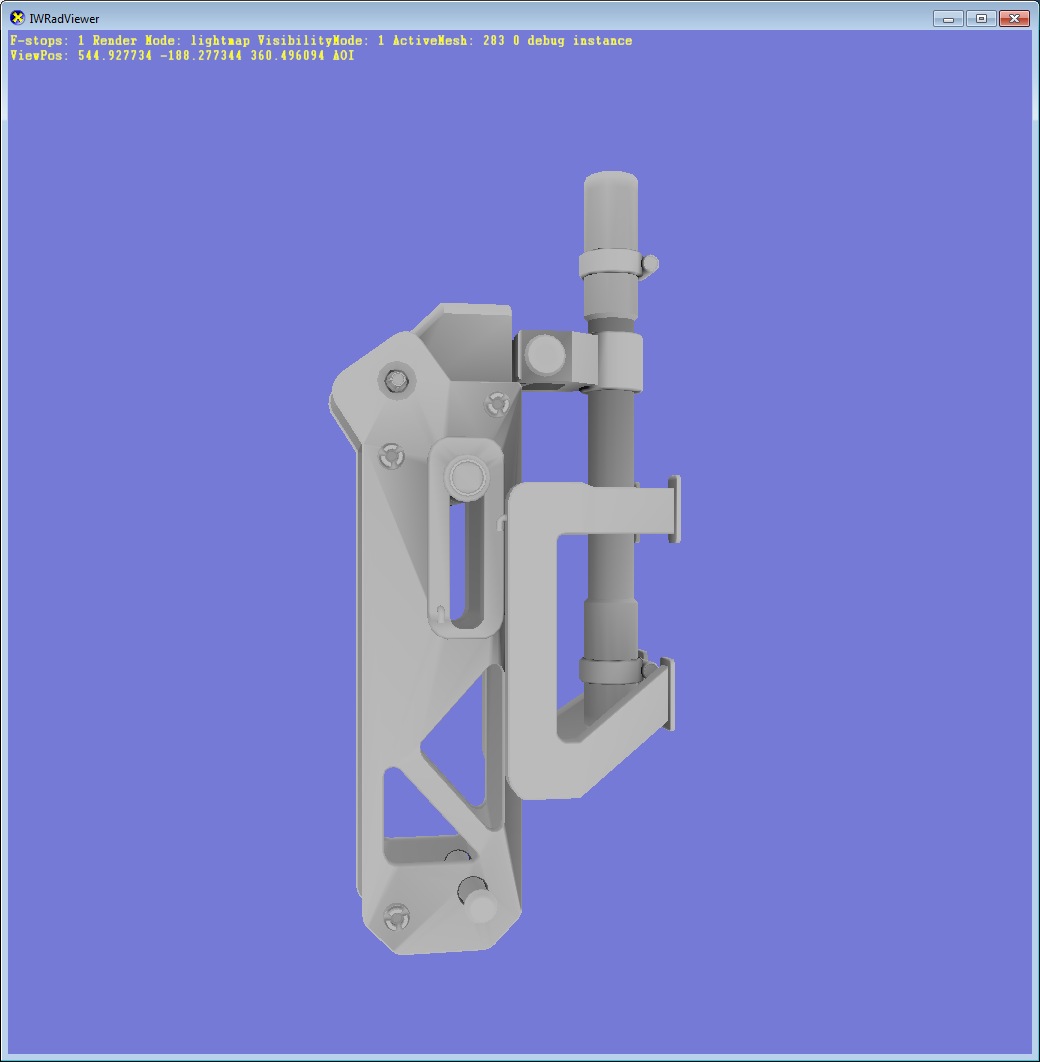 IWRadViewer
F-stops: 1 Render Mode: lightmap VisibilityMode: 1 ActiveMesh: 283 0 debug instance
ViewPos: 544.927734 -188.277344 360.496094 AOI